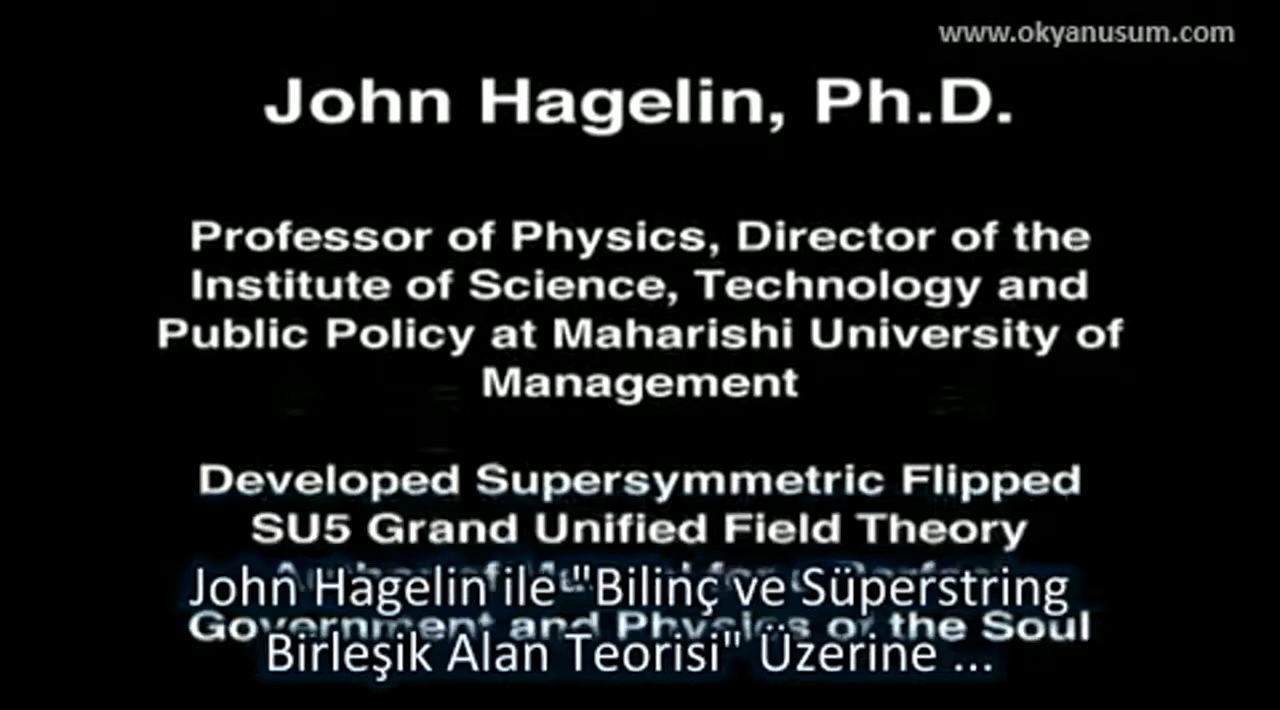 www.okyanusum.com
John Hagelin, Ph.D.
Professor of Physics, Director of the
Institute of Science, Technology and
Public Policy at Maharishi University of
Management
Developed Supersymmetric Flipped
SU5 Grand Unified Field Theory
John Hagelin ile "Bilinç ve Süperstring
Government and Physics of the Soul
Birleşik Alan Teorisi" Üzerine ...